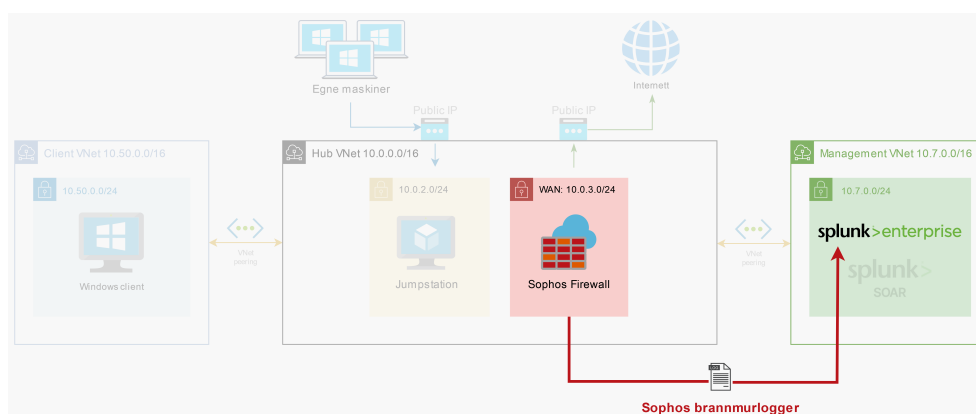 Egne maskiner
Internett
Public IP
Public IP
Client VNet 10.50.0.0/16
Hub VNet 10.0.0.0/16
Management VNet 10.7.0.0/16
10.50.0.0/24
10.0.2.0/24
WAN: 10.0.3.0/24
10.7.0.0/24
splunk>enterprise
VNet
peering
VNet
peering
splunk>
SOAR
Windows client
Jumpstation
Sophos Firewall
LOG
Sophos brannmurlogger